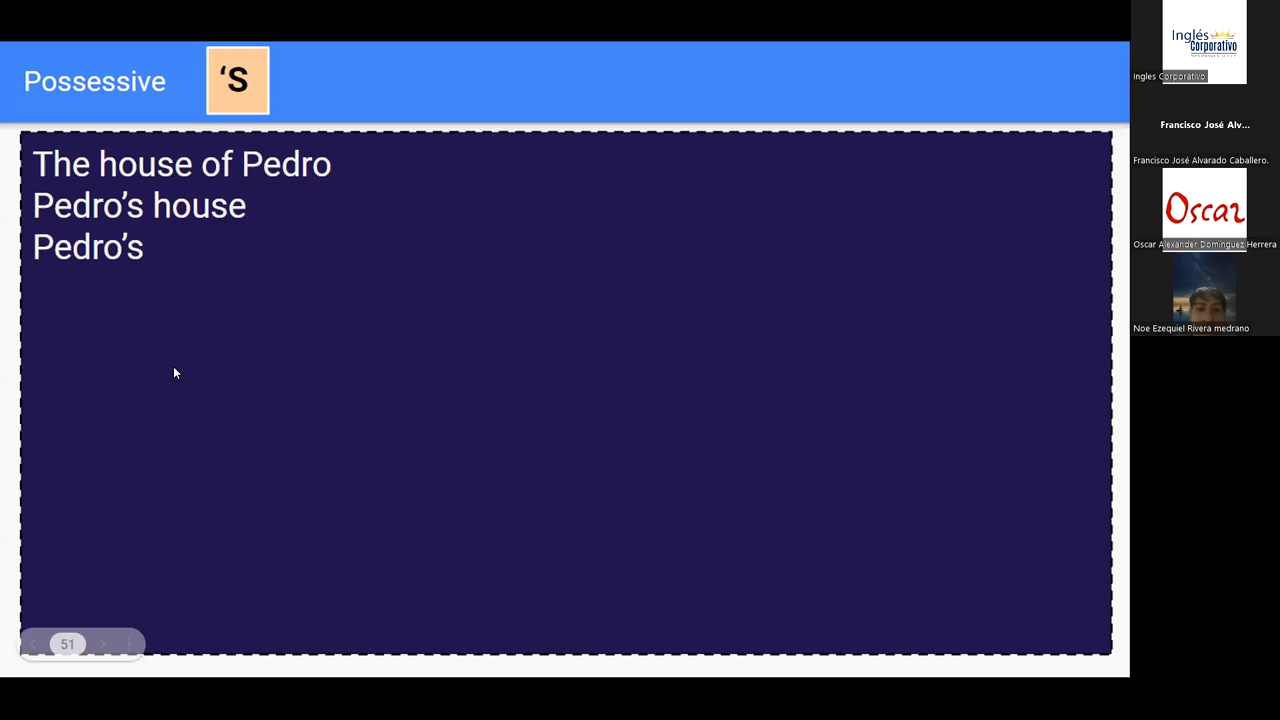 Possessive
‘S
The house of Pedro
Pedro’s house
Pedro’s
51
Inglés
Corporativo
Ingles Corporativo
Francisco José Alv...
Francisco José Alvarado Caballero.
Oscar
Oscar Alexander Domínguez Herrera
Noe Ezequiel Rivera medrano